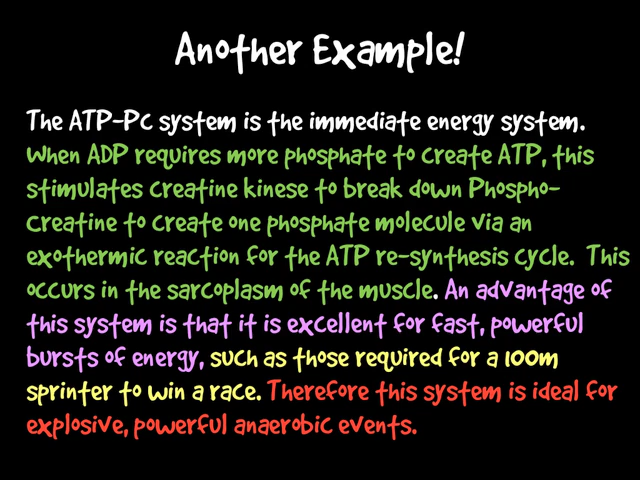 Another Example!
The ATP-PC system is the immediate energy system.
When ADP requires more phosphate to create ATP, this
stimulates creatine kinese to break down Phospho-
creatine to create one phosphate molecule via an
exothermic reaction for the ATP re-synthesis cycle. This
occurs in the sarcoplasm of the muscle. An advantage of
this system is that it is excellent for fast, powerful
bursts of energy, such as those required for a 100m
sprinter to win a race. Therefore this system is ideal for
explosive, powerful anaerobic events.